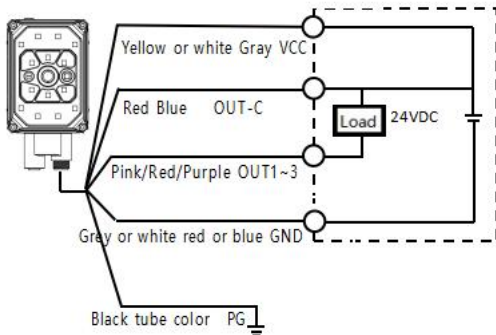 Yellow or white Gray VCC
Red Blue OUT-C
Load 24VDC
Pink/Red/Purple OUT1~3
Grey or white red or blue GND
Black tube color PG